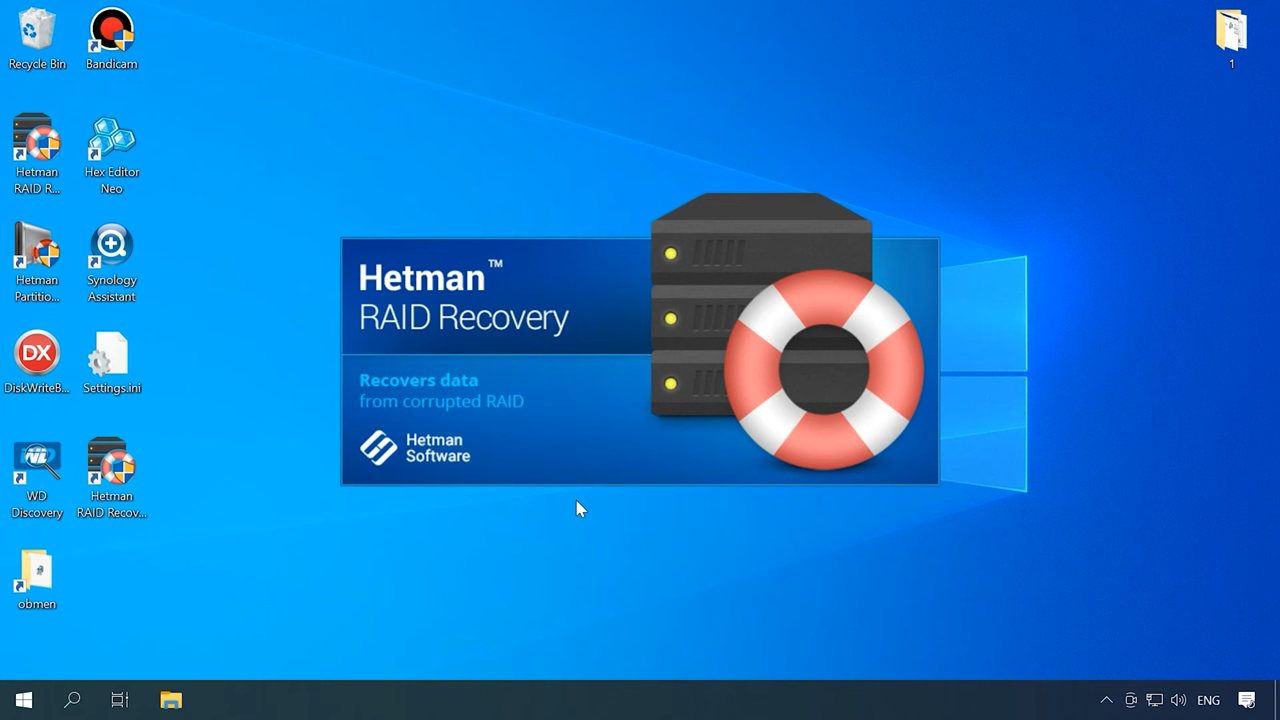 Recycle Bin
Bandicam
1
Hetman
RAID R...
Hex Editor
Neo
Hetman
Partitio...
Synology
Assistant
DX
DiskWriteB...
Settings.ini
WD
Discovery
Hetman
RAID Recov...
obmen
Hetman™
RAID Recovery
Recovers data
from corrupted RAID
Hetman
Software
ENG